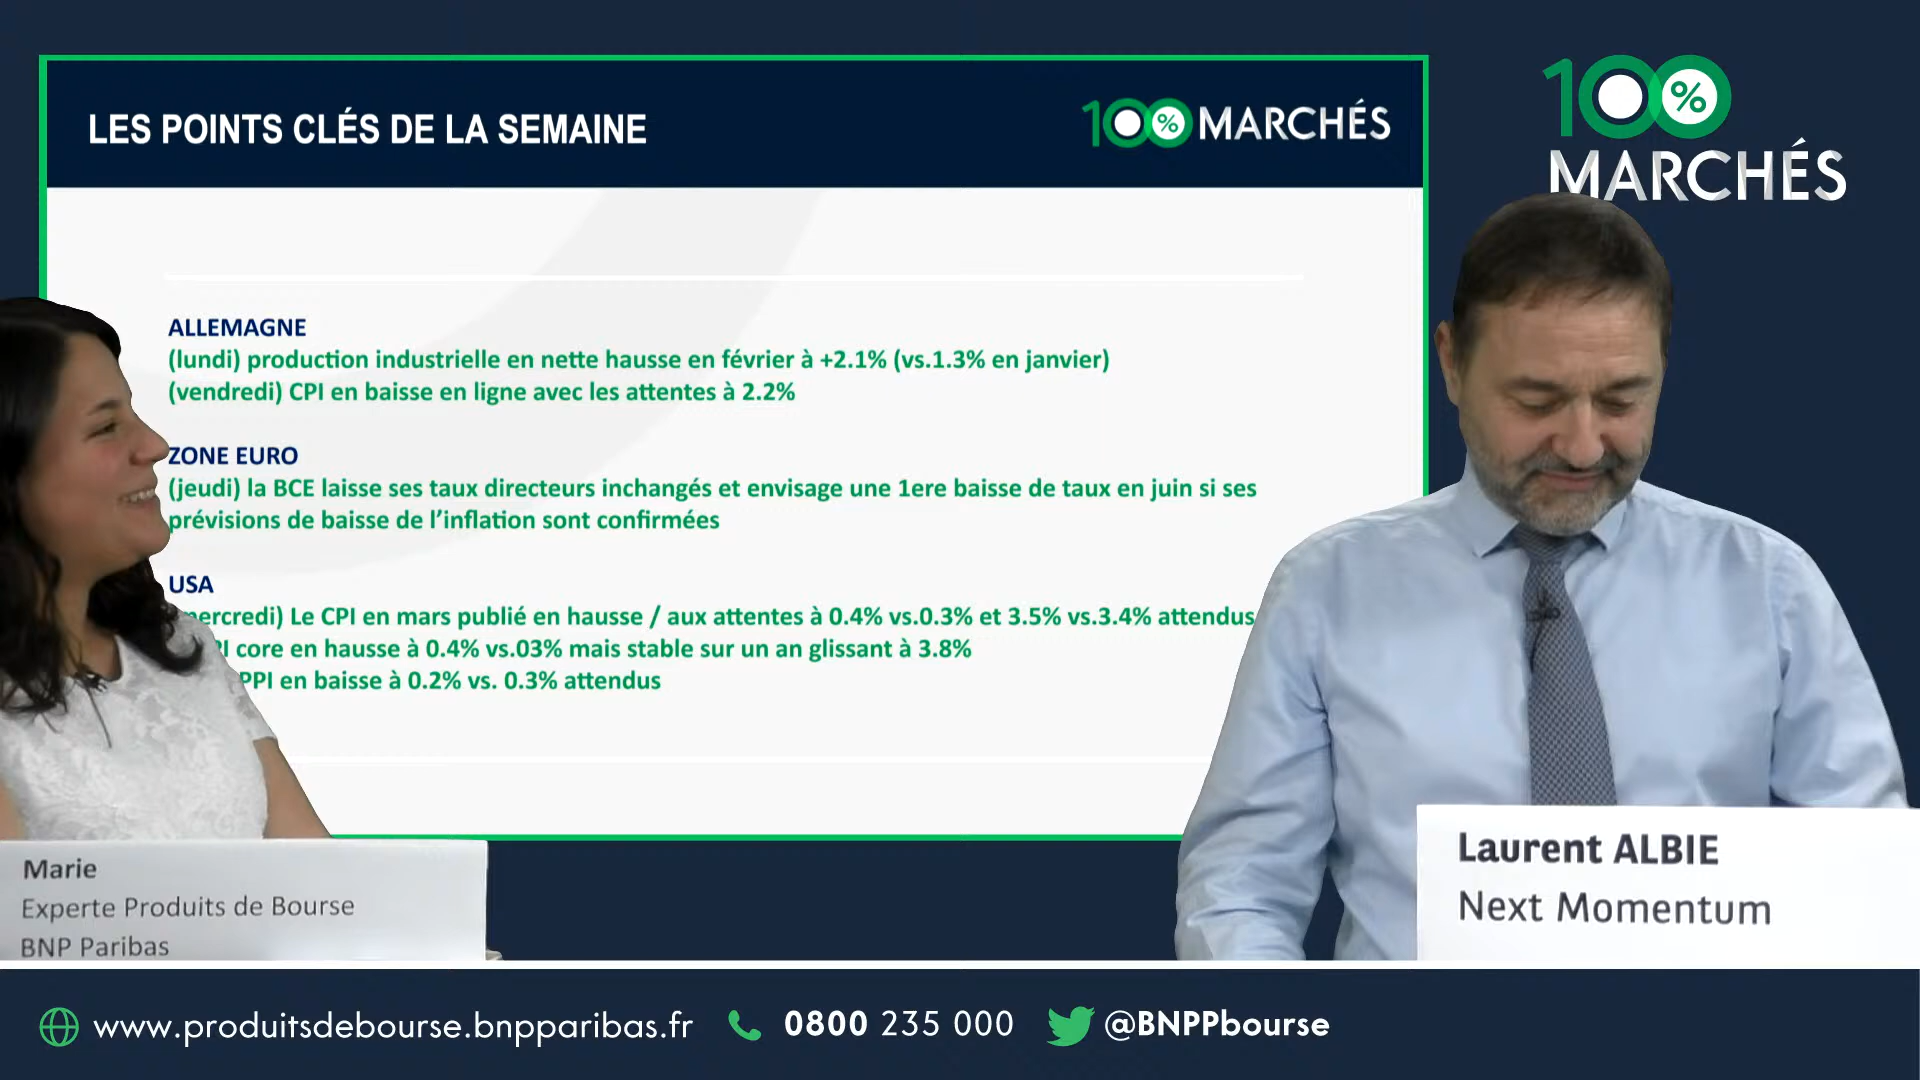 LES POINTS CLÉS DE LA SEMAINE
100% MARCHÉS
100%
MARCHÉS
ALLEMAGNE
(lundi) production industrielle en nette hausse en février à +2.1% (vs.1.3% en janvier)
(vendredi) CPI en baisse en ligne avec les attentes à 2.2%
ZONE EURO
(jeudi) la BCE laisse ses taux directeurs inchangés et envisage une 1ere baisse de taux en juin si ses
prévisions de baisse de l'inflation sont confirmées
USA
Le CPI en mars publié en hausse / aux attentes à 0.4% vs.0.3% et 3.5% vs.3.4% attendus
core en hausse à 0.4% vs.03% mais stable sur un an glissant à 3.8%
PPI en baisse à 0.2% vs. 0.3% attendus
Marie
Experte Produits de Bourse
BNP Paribas
Laurent ALBIE
Next Momentum
www.produitsdebourse.bnpparibas.fr 0800 235 000 @BNPPbourse